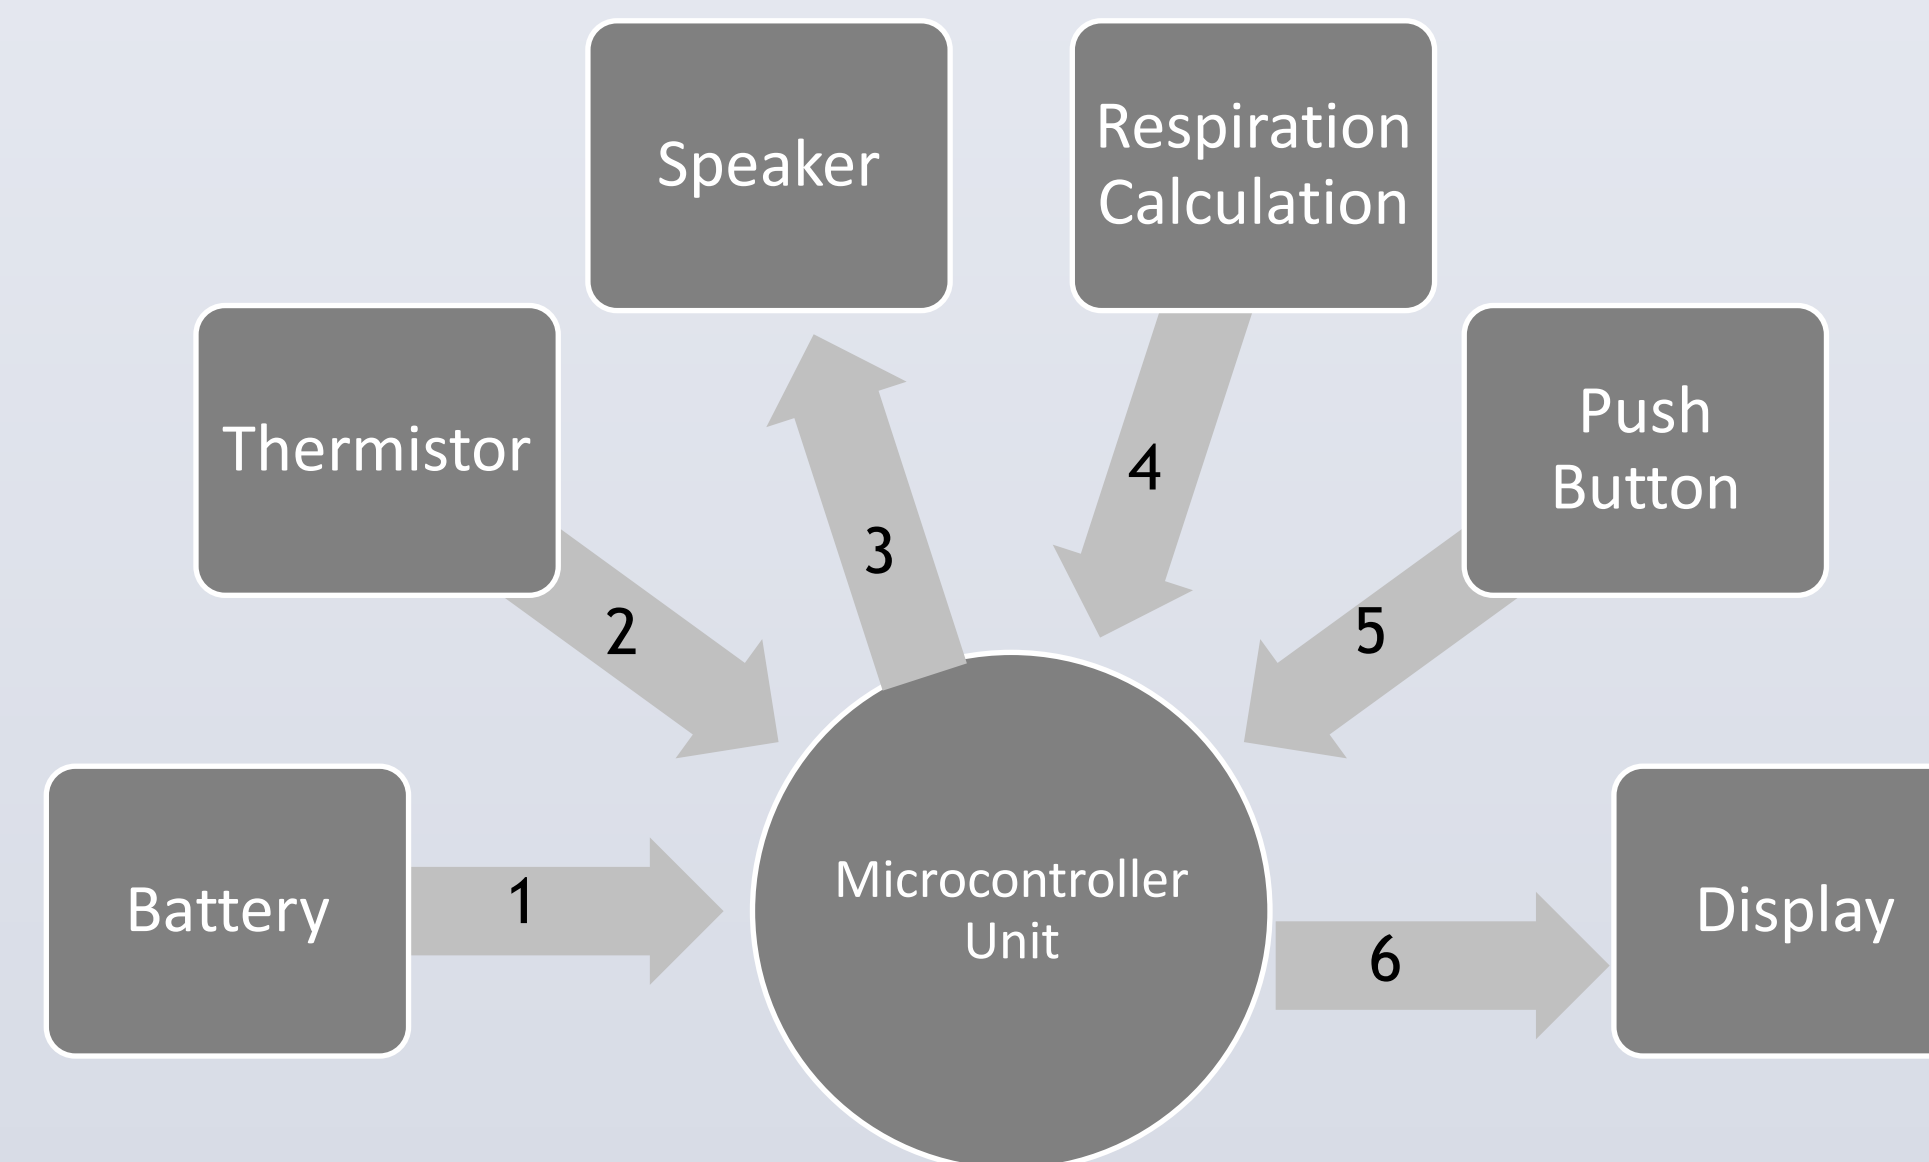 Speaker
Respiration
Calculation
Thermistor
Push
Button
4
3
2
5
Battery
1
Microcontroller
Unit
6
Display